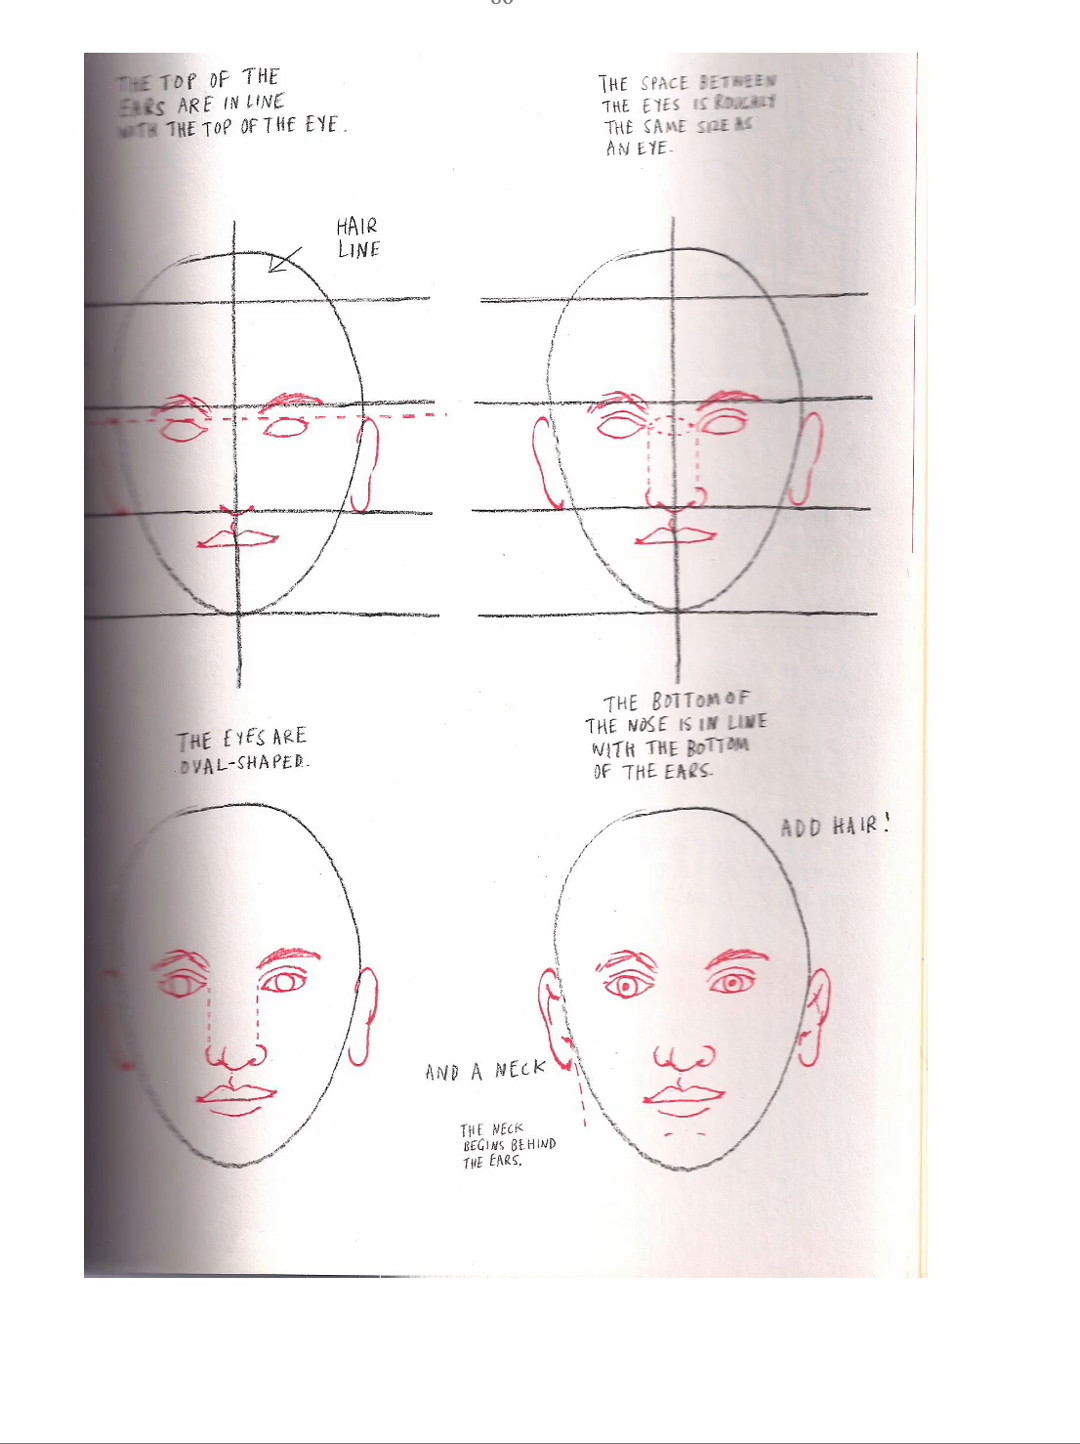 THE TOP OF THE
EARS ARE IN LINE
WITH THE TOP OF THE EYE.
THE SPACE BETWEEN
THE EYES IS ROUGHLY
THE SAME SIZE AS
AN EYE.
HAIR
LINE
THE EYES ARE
OVAL-SHAPED.
THE BOTTOM OF
THE NOSE IS IN LINE
WITH THE BOTTOM
OF THE EARS.
ADD HAIR!
AND A NECK
THE NECK
BEGINS BEHIND
THE EARS.